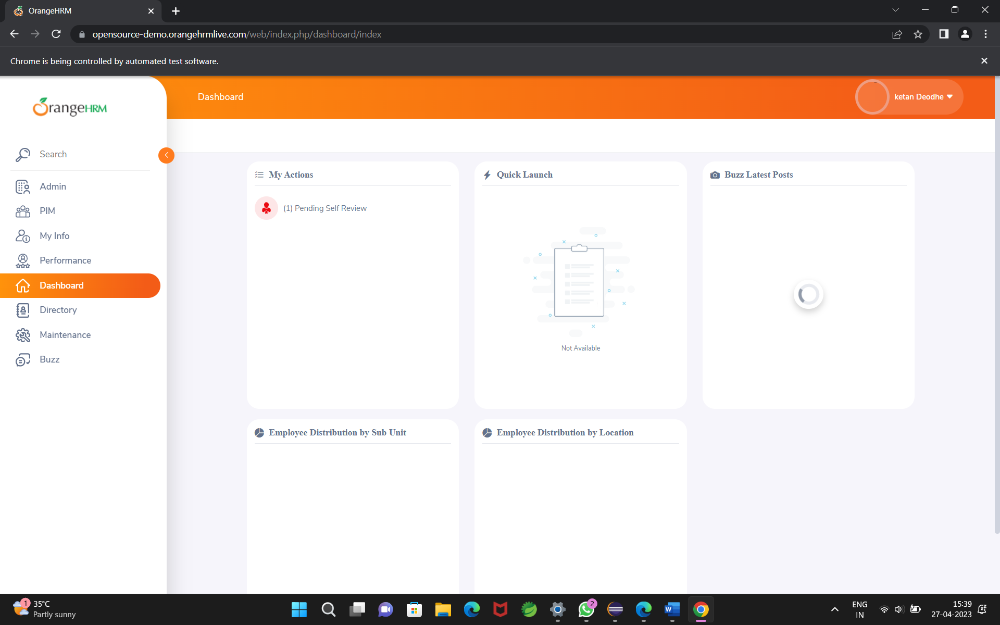 OrangeHRM
opensource-demo.orangehrmlive.com/web/index.php/dashboard/index
Chrome is being controlled by automated test software.
OrangeHRM
Dashboard
ketan Deodhe
Search
Admin
PIM
My Info
Performance
Dashboard
Directory
Maintenance
Buzz
My Actions
(1) Pending Self Review
Quick Launch
Not Available
Buzz Latest Posts
Employee Distribution by Sub Unit
Employee Distribution by Location
1
35°C
Partly sunny
2
W
ENG
IN
15:39
27-04-2023